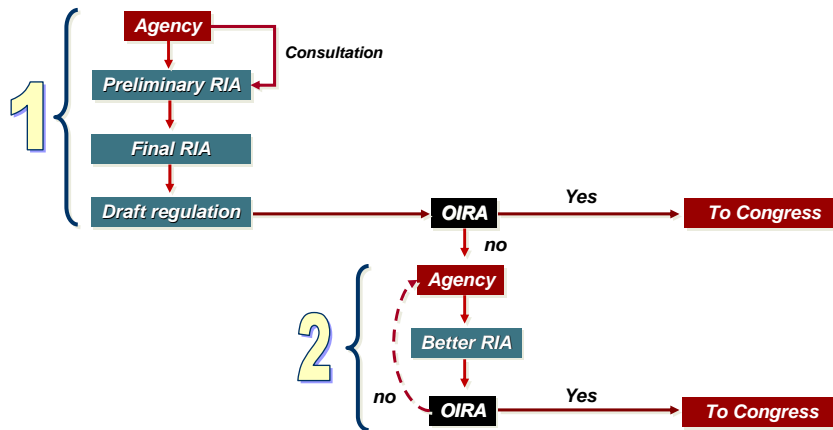 1
Agency
Consultation
Preliminary RIA
Final RIA
Draft regulation
OIRA
Yes
To Congress
no
2
Agency
Better RIA
no
OIRA
Yes
To Congress